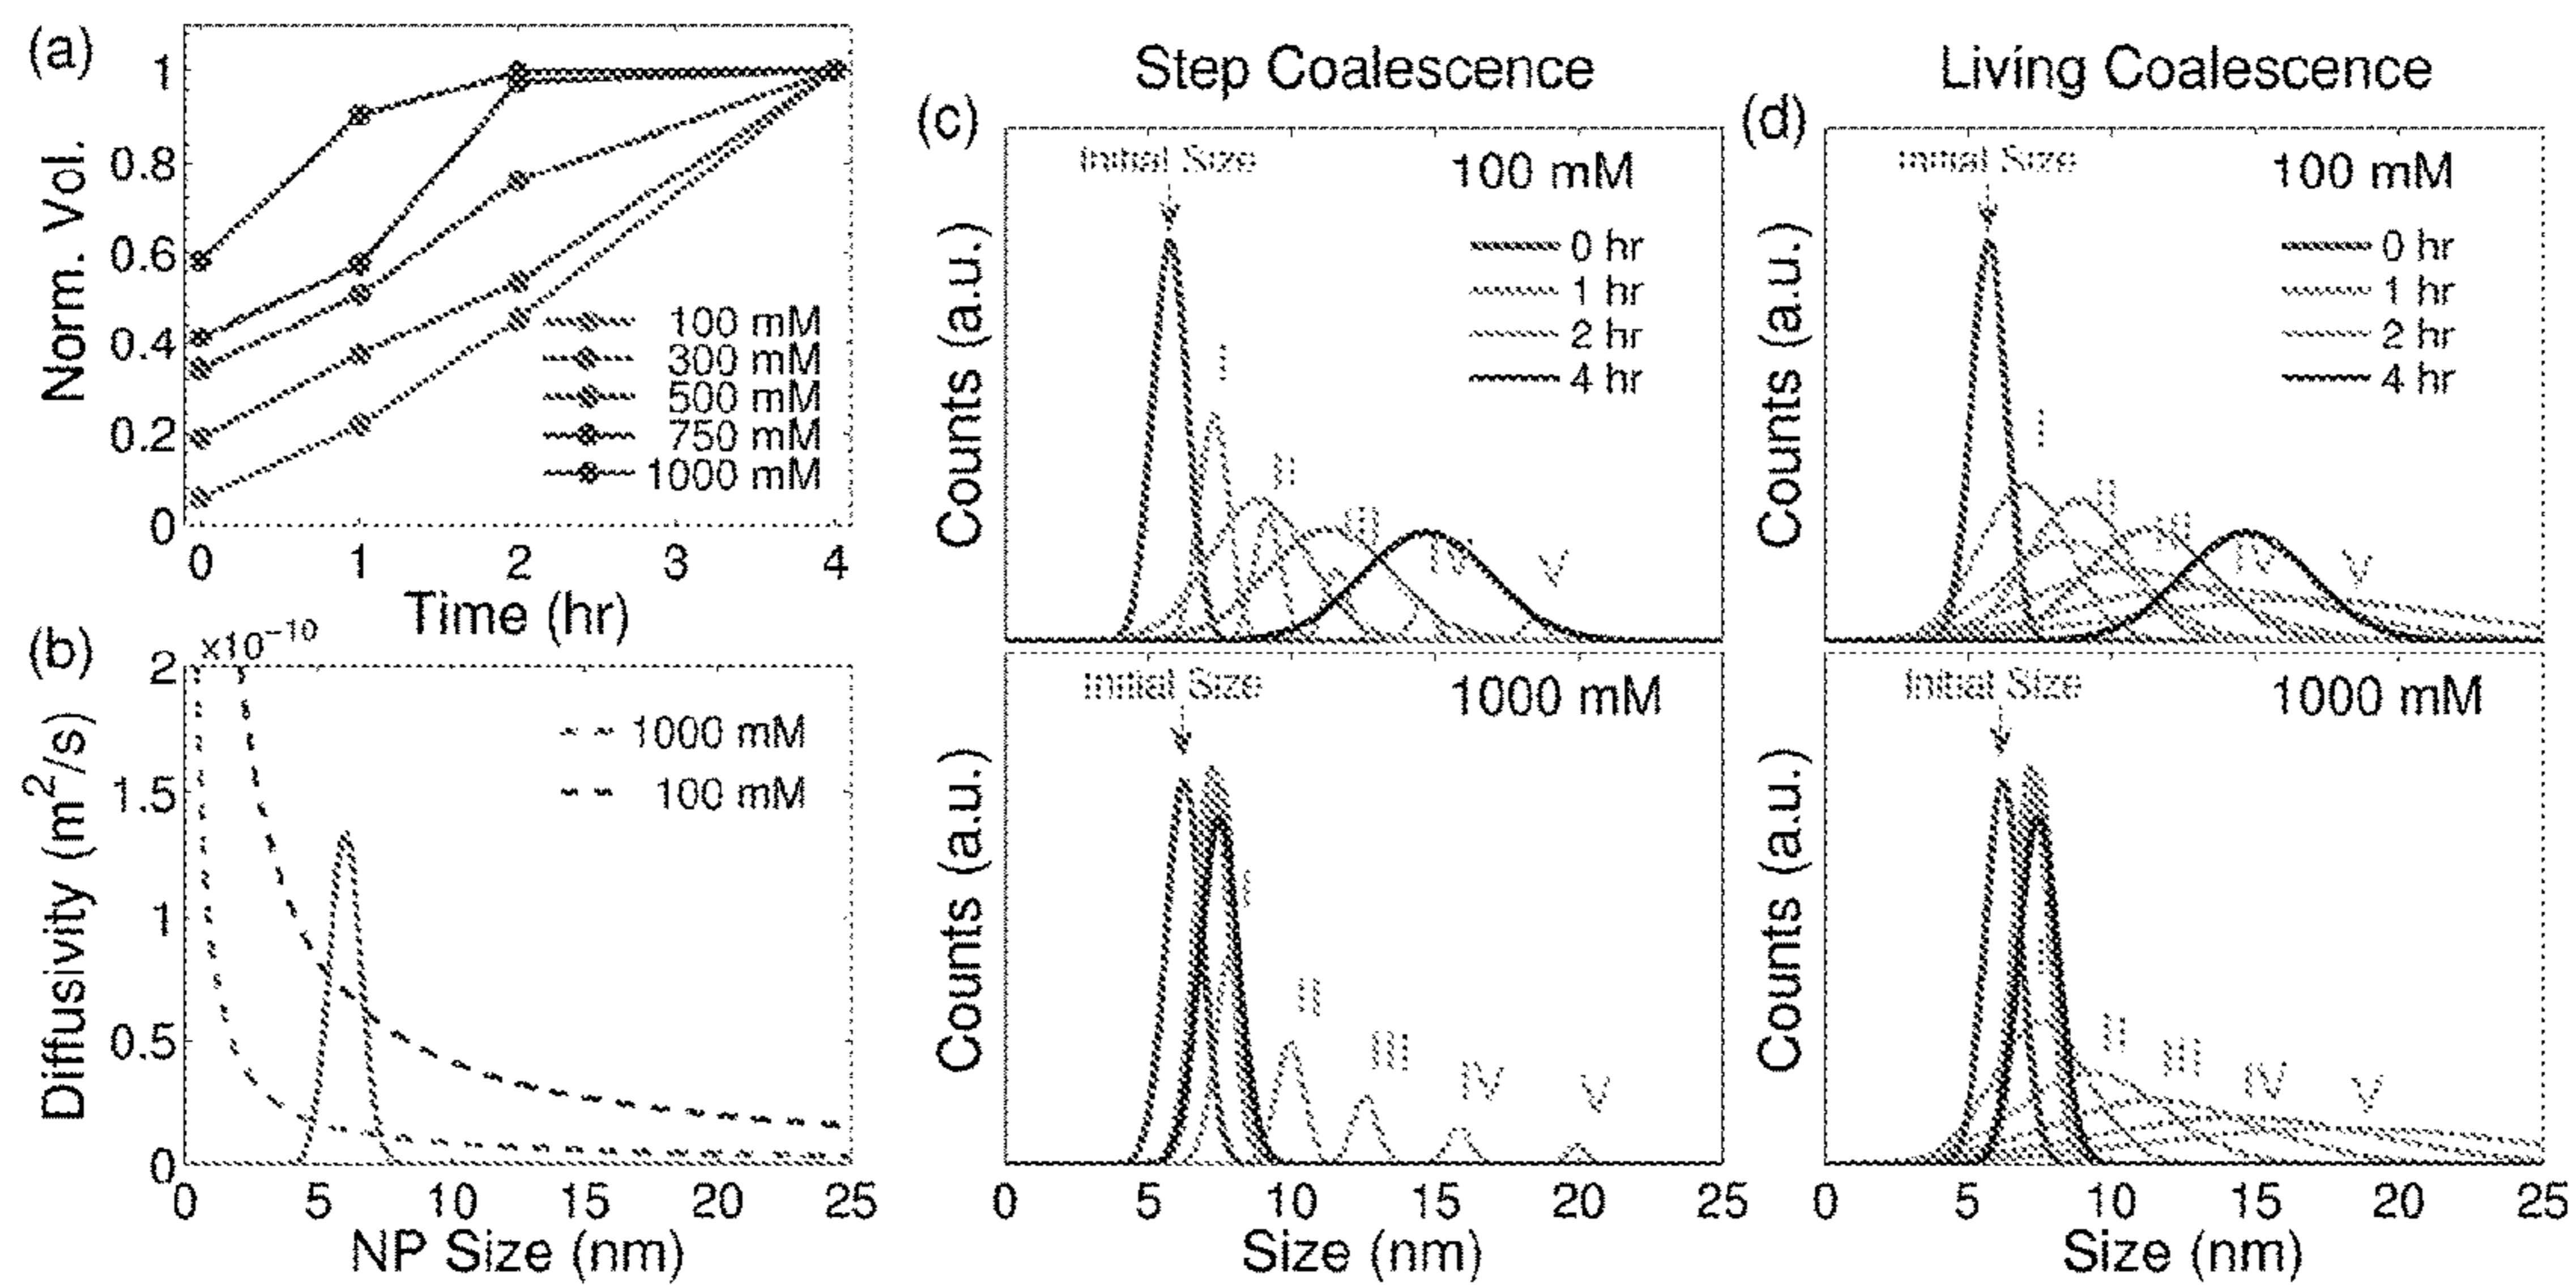 (a)
Norm. Vol.
1
0.8
0.6
0.4
0.2
0
100 mM
300 mM
500 mM
750 mM
1000 mM
0 1 2 3 4
Time (hr)
(b)
×10⁻¹⁰
Diffusivity (m²/s)
2
1.5
1
0.5
0
1000 mM
100 mM
0 5 10 15 20 25
NP Size (nm)
Step Coalescence
(c)
Counts (a.u.)
Initial Size
100 mM
0 hr
1 hr
2 hr
4 hr
I
II
III
IV
V
Counts (a.u.)
Initial Size
1000 mM
I
II
III
IV
V
0 5 10 15 20 25
Size (nm)
Living Coalescence
(d)
Counts (a.u.)
Initial Size
100 mM
0 hr
1 hr
2 hr
4 hr
I
II
III
IV
V
Counts (a.u.)
Initial Size
1000 mM
I
II
III
IV
V
0 5 10 15 20 25
Size (nm)